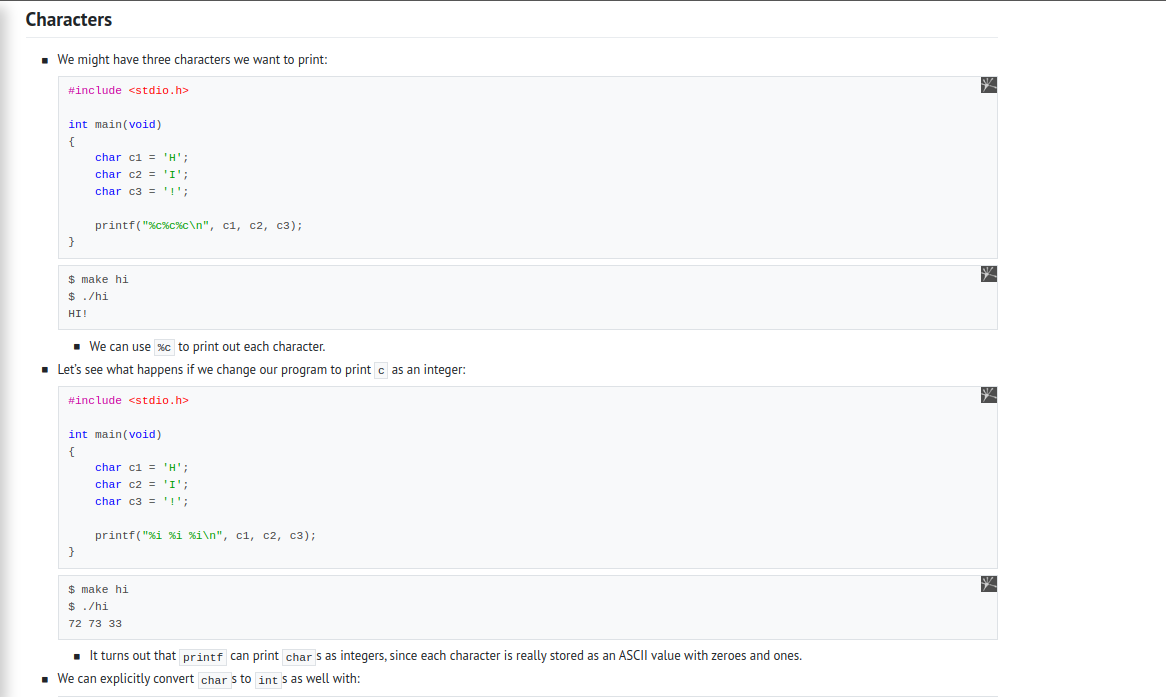 Characters
We might have three characters we want to print:
#include <stdio.h>
int main(void)
{
    char c1 = 'H';
    char c2 = 'I';
    char c3 = '!';
    printf("%c%c%c\n", c1, c2, c3);
}
$ make hi
$ ./hi
HI!
We can use %c to print out each character.
Let's see what happens if we change our program to print c as an integer:
#include <stdio.h>
int main(void)
{
    char c1 = 'H';
    char c2 = 'I';
    char c3 = '!';
    printf("%i %i %i\n", c1, c2, c3);
}
$ make hi
$ ./hi
72 73 33
It turns out that printf can print chars as integers, since each character is really stored as an ASCII value with zeroes and ones.
We can explicitly convert chars to ints as well with: